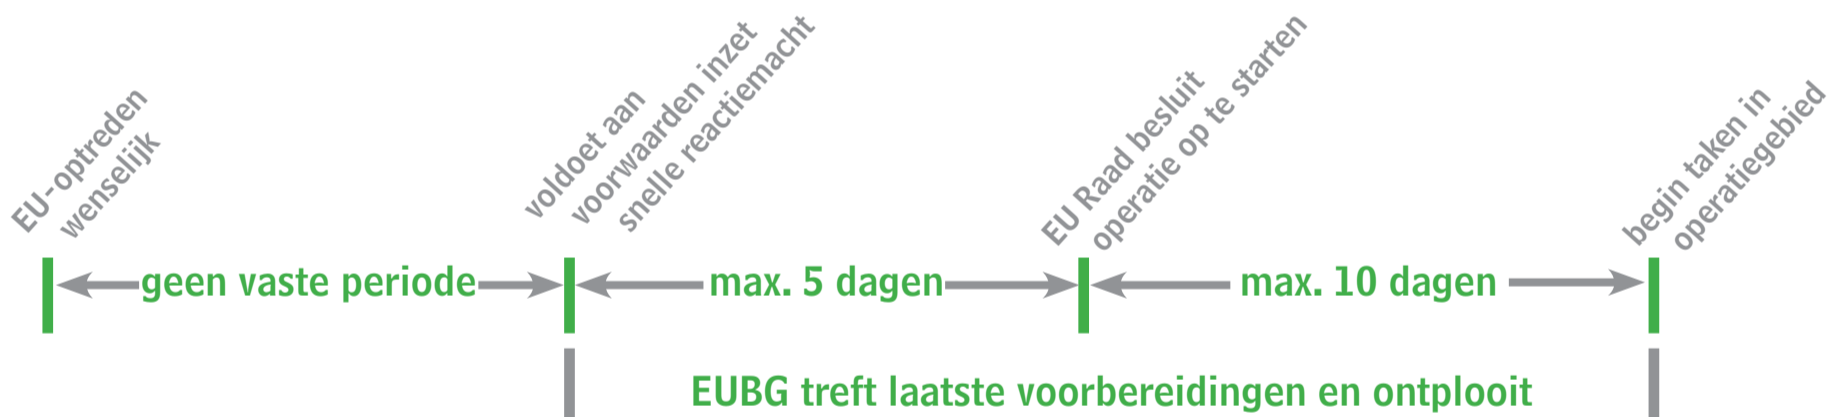 EU-optreden
wenselijk
voldoet aan
voorwaarden inzet
snelle reactiemacht
EU Raad besluit
operatie op te starten
begin taken in
operatiegebied
geen vaste periode
max. 5 dagen
max. 10 dagen
EUBG treft laatste voorbereidingen en ontplooit